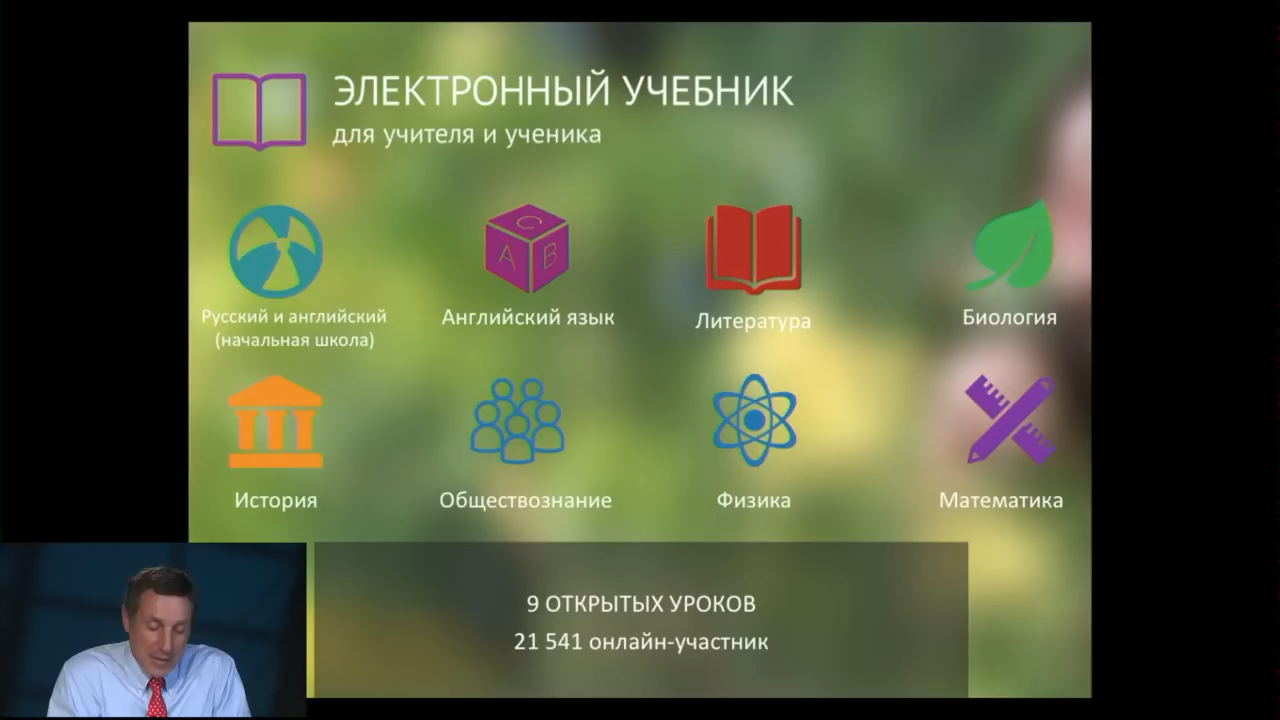 ЭЛЕКТРОННЫЙ УЧЕБНИК
для учителя и ученика
C
A B
Русский и английский
(начальная школа)
Английский язык
Литература
Биология
История
Обществознание
Физика
Математика
9 ОТКРЫТЫХ УРОКОВ
21 541 онлайн-участник